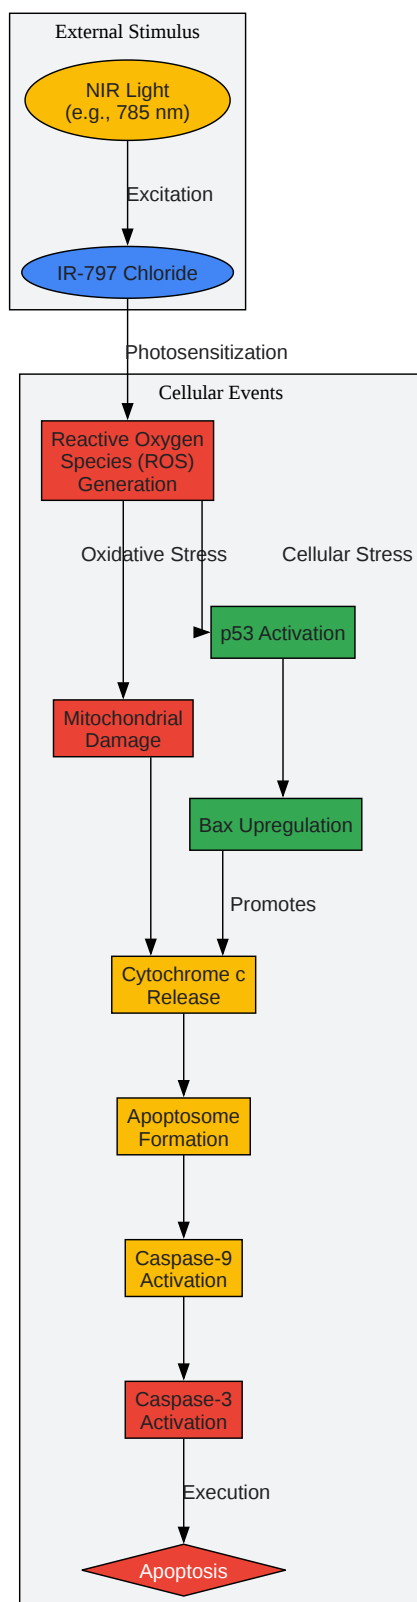 External Stimulus
NIR Light
(e.g., 785 nm)
Excitation
IR-797 Chloride
Photosensitization
Cellular Events
Reactive Oxygen
Species (ROS)
Generation
Oxidative Stress
Cellular Stress
p53 Activation
Mitochondrial
Damage
Bax Upregulation
Promotes
Cytochrome c
Release
Apoptosome
Formation
Caspase-9
Activation
Caspase-3
Activation
Execution
Apoptosis